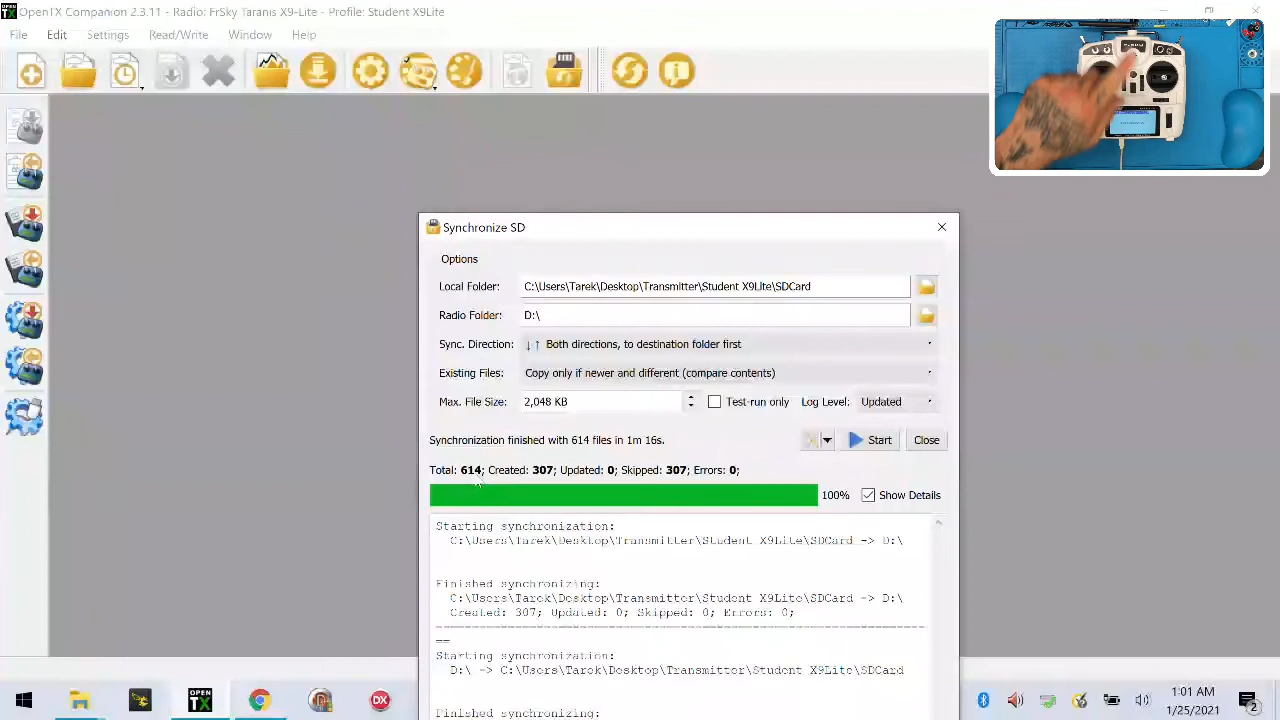 OpenTX Companion 2.3.11 - Radio: FrSky Taranis X9-Lite - Profile: Student X9Lite
File Edit Settings Read/Write Window
Synchronize SD
Options
Local Folder: C:\Users\Tarek\Desktop\Transmitter\Student X9Lite\SDCard
Radio Folder: D:\
Sync. Direction: Both directions, to destination folder first
Existing Files: Copy only if newer and different (compare contents)
Max. File Size: 2,048 KB Test-run only Log Level: Updated
Synchronization finished with 614 files in 1m 16s. Start Close
Total: 614; Created: 307; Updated: 0; Skipped: 307; Errors: 0;
100% Show Details
Starting synchronization:
C:\Users\Tarek\Desktop\Transmitter\Student X9Lite\SDCard -> D:\
Finished synchronizing:
C:\Users\Tarek\Desktop\Transmitter\Student X9Lite\SDCard -> D:\
Created: 307; Updated: 0; Skipped: 0; Errors: 0;
Starting synchronization:
D:\ -> C:\Users\Tarek\Desktop\Transmitter\Student X9Lite\SDCard
Finished synchronizing:
OPEN
TX
DX
1:01 AM
1/25/2021
2